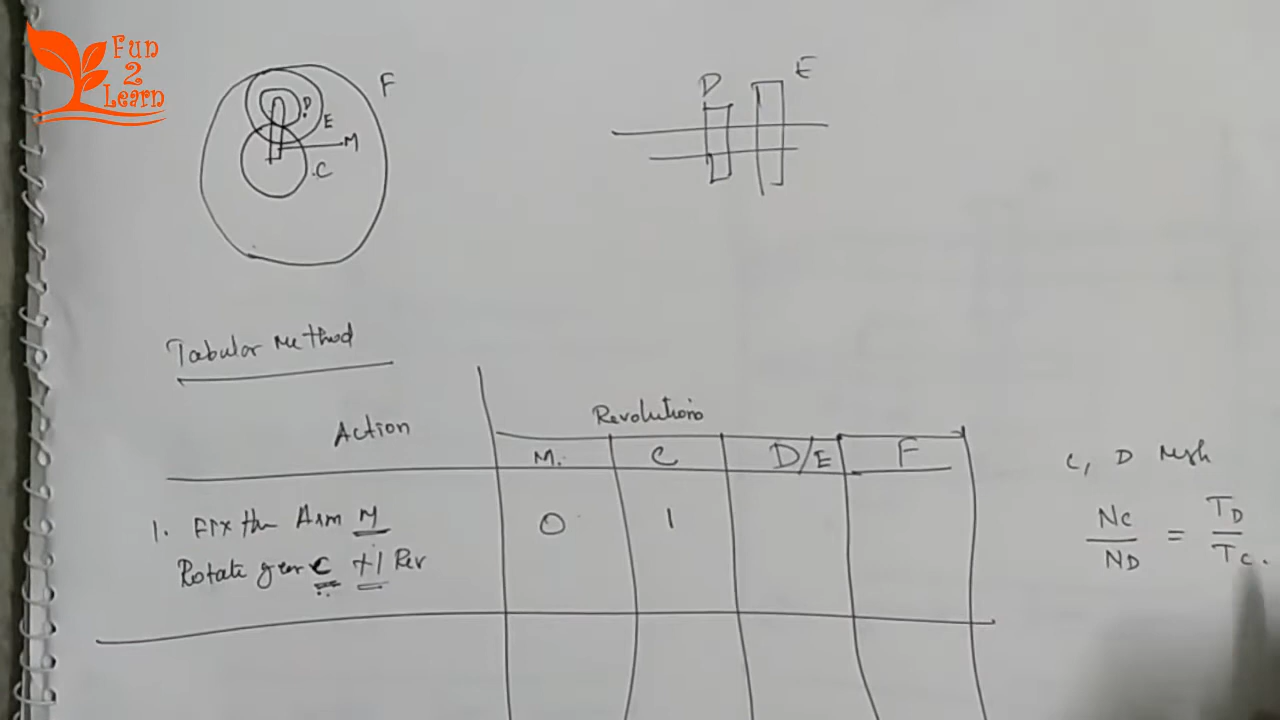 Fun
2
Learn
F
D
E
M
C
D
E
Tabular Method
Action
Revolutions
M. C D/E F
1. Fix the Arm M
0 1
Rotate gear C +1 Rev
C, D mesh
NC / ND = TD / TC.